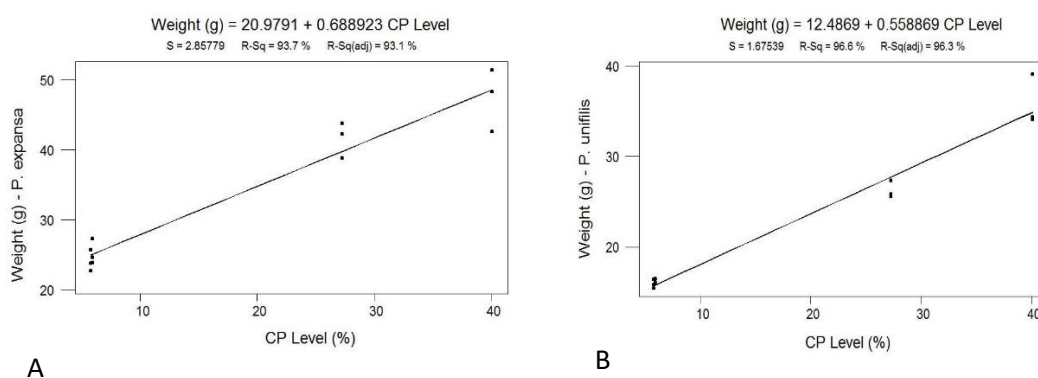 Weight (g) = 20.9791 + 0.688923 CP Level
S = 2.85779 R-Sq = 93.7 % R-Sq(adj) = 93.1 %
50
40
30
20
Weight (g) - P. expansa
10 20 30 40
CP Level (%)
A
Weight (g) = 12.4869 + 0.558869 CP Level
S = 1.67539 R-Sq = 96.6 % R-Sq(adj) = 96.3 %
40
30
20
Weight (g) - P. unifilis
10 20 30 40
CP Level (%)
B